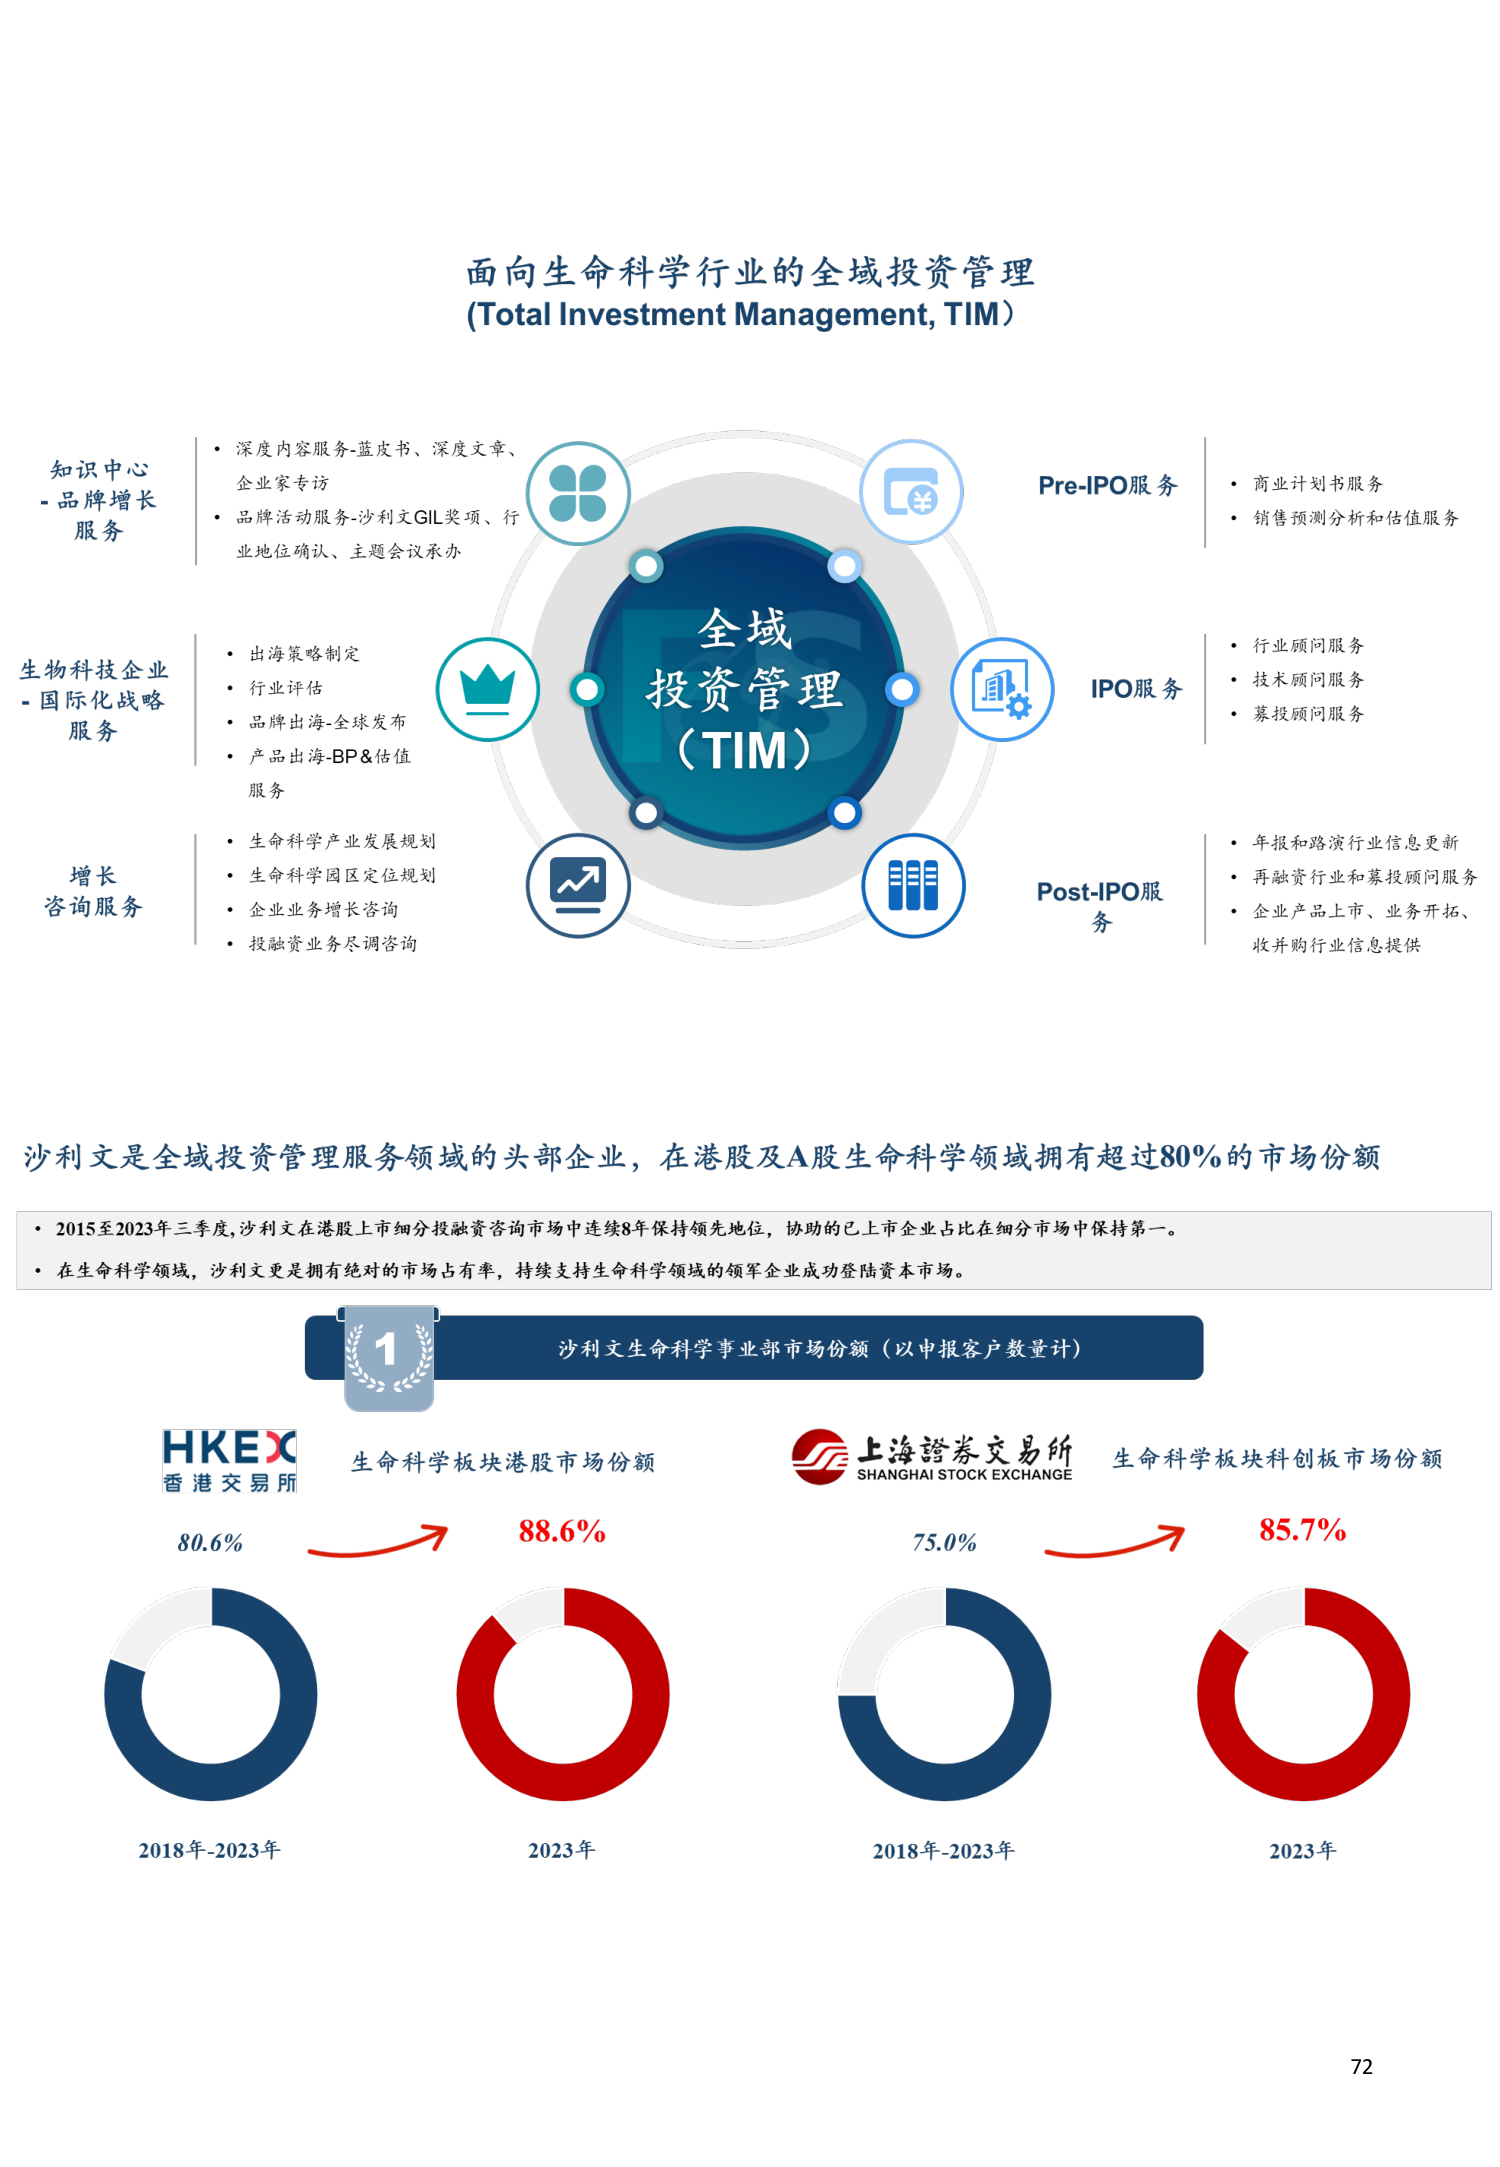 面向生命科学行业的全域投资管理
(Total Investment Management, TIM）
知识中心
- 品牌增长
服务
• 深度内容服务-蓝皮书、深度文章、
企业家专访
• 品牌活动服务-沙利文GIL奖项、行
业地位确认、主题会议承办
生物科技企业
- 国际化战略
服务
• 出海策略制定
• 行业评估
• 品牌出海-全球发布
• 产品出海-BP&估值
服务
增长
咨询服务
• 生命科学产业发展规划
• 生命科学园区定位规划
• 企业业务增长咨询
• 投融资业务尽调咨询
全域
投资管理
（TIM）
Pre-IPO服务
• 商业计划书服务
• 销售预测分析和估值服务
IPO服务
• 行业顾问服务
• 技术顾问服务
• 募投顾问服务
Post-IPO服
务
• 年报和路演行业信息更新
• 再融资行业和募投顾问服务
• 企业产品上市、业务开拓、
收并购行业信息提供
沙利文是全域投资管理服务领域的头部企业，在港股及A股生命科学领域拥有超过80%的市场份额
• 2015至2023年三季度,沙利文在港股上市细分投融资咨询市场中连续8年保持领先地位，协助的已上市企业占比在细分市场中保持第一。
• 在生命科学领域，沙利文更是拥有绝对的市场占有率，持续支持生命科学领域的领军企业成功登陆资本市场。
1
沙利文生命科学事业部市场份额（以申报客户数量计）
HKEX
香港交易所
生命科学板块港股市场份额
上海證券交易所
SHANGHAI STOCK EXCHANGE
生命科学板块科创板市场份额
80.6%
88.6%
75.0%
85.7%
2018年-2023年
2023年
2018年-2023年
2023年
72